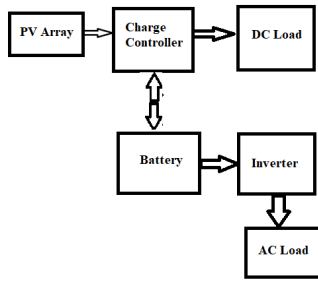 PV Array
Charge
Controller
DC Load
Battery
Inverter
AC Load